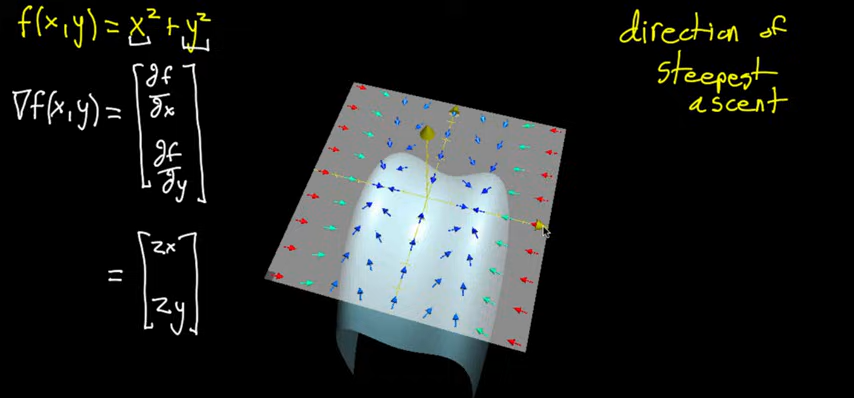 f(x,y) = x² + y²
∇f(x,y) = [∂f/∂x ∂f/∂y]
= [2x 2y]
direction of
steepest
ascent